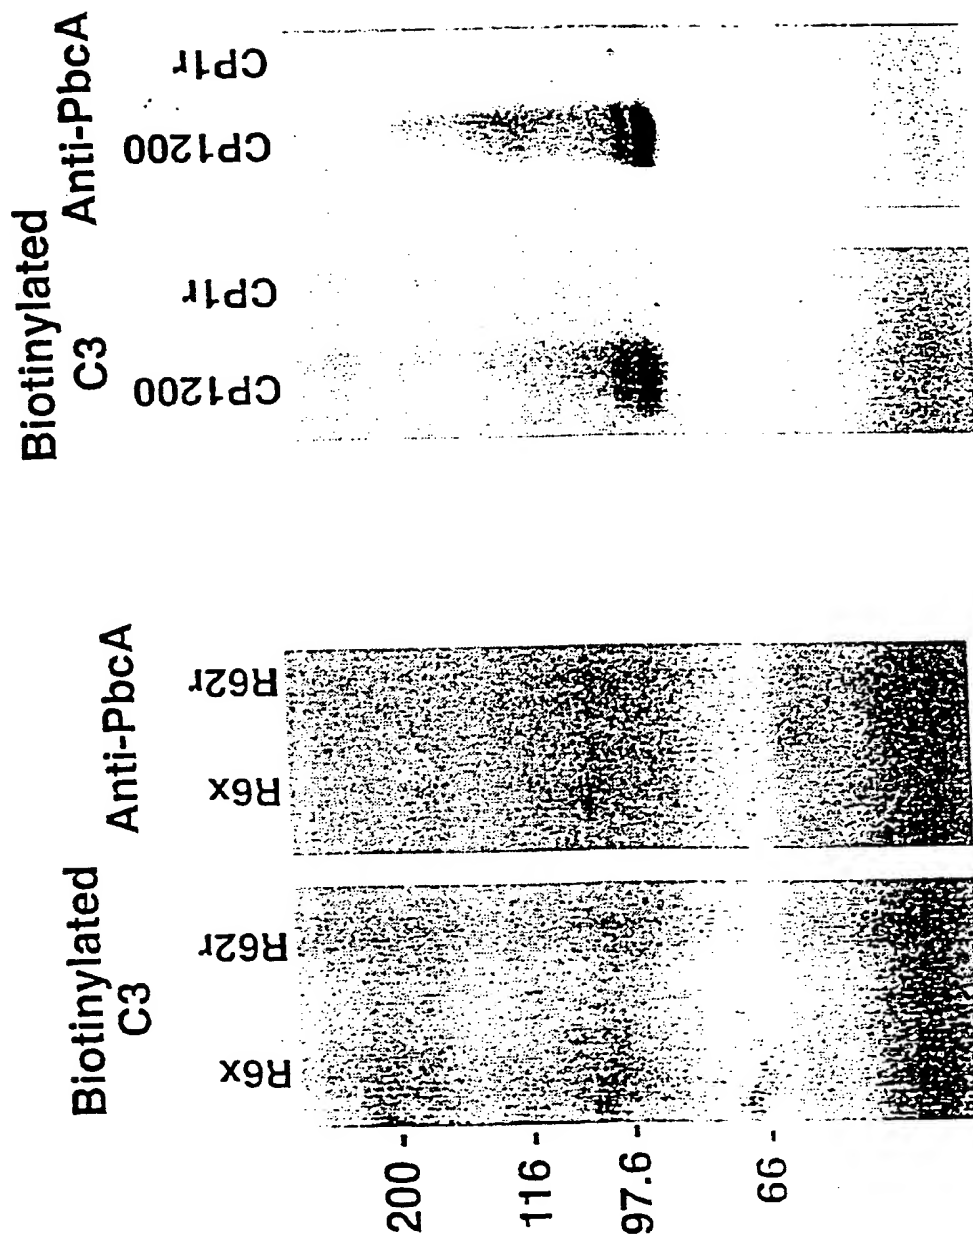 Biotinylated
C3
Anti-PbcA
R6x
R62r
R6x
R62r
200 -
116 -
97.6 -
66 -
Biotinylated
C3
Anti-PbcA
CP1200
CP1r
CP1200
CP1r